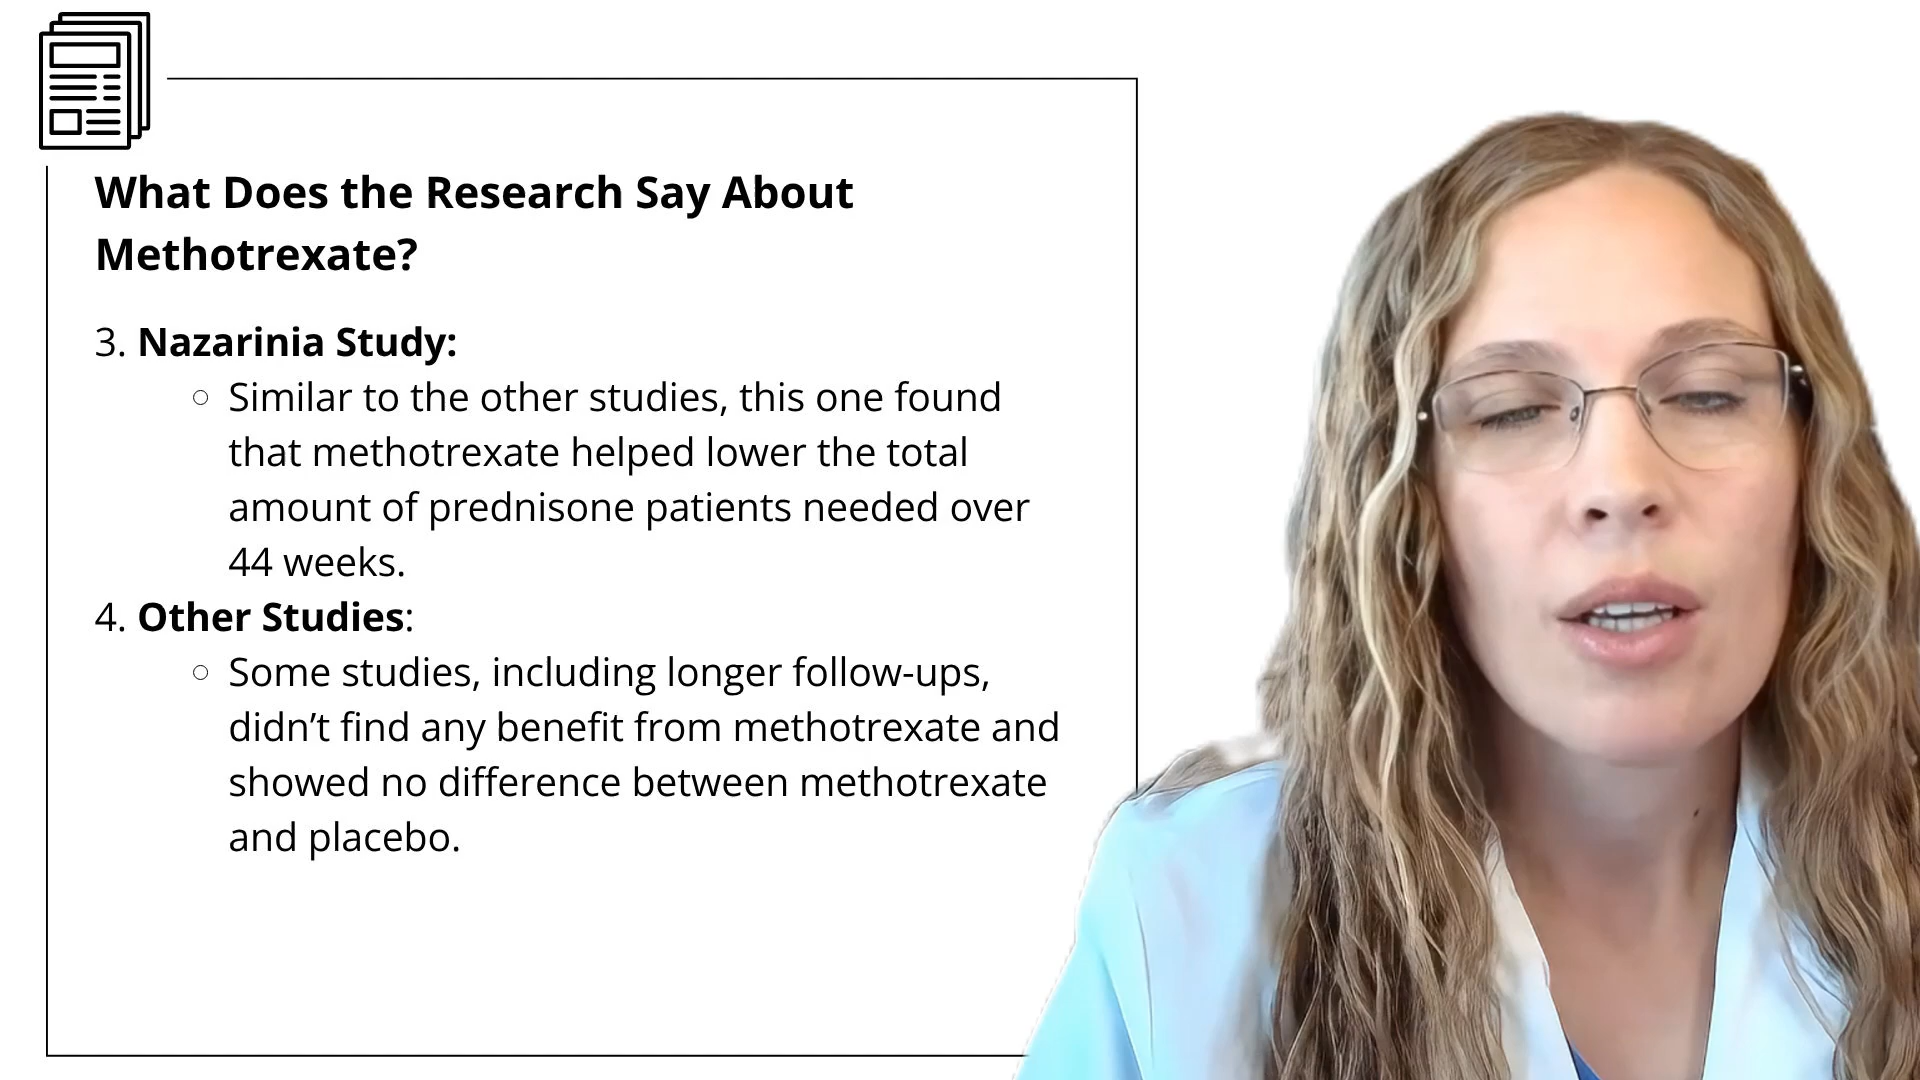 What Does the Research Say About
Methotrexate?
3. Nazarinia Study:
Similar to the other studies, this one found
that methotrexate helped lower the total
amount of prednisone patients needed over
44 weeks.
4. Other Studies:
Some studies, including longer follow-ups,
didn’t find any benefit from methotrexate and
showed no difference between methotrexate
and placebo.